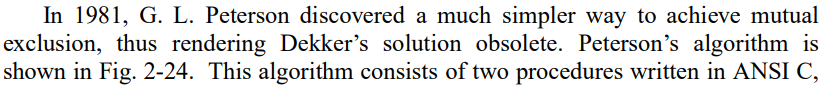 In 1981, G. L. Peterson discovered a much simpler way to achieve mutual
exclusion, thus rendering Dekker’s solution obsolete. Peterson’s algorithm is
shown in Fig. 2-24. This algorithm consists of two procedures written in ANSI C,